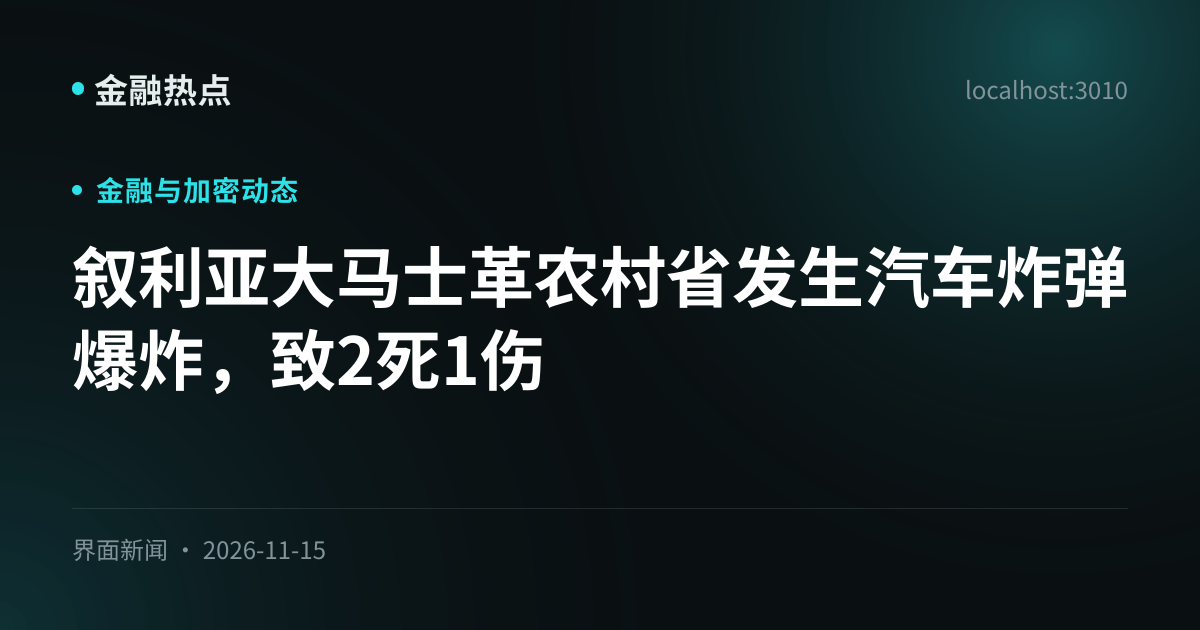 金融热点
localhost:3010
金融与加密动态
叙利亚大马士革农村省发生汽车炸弹
爆炸，致2死1伤
界面新闻 · 2026-11-15